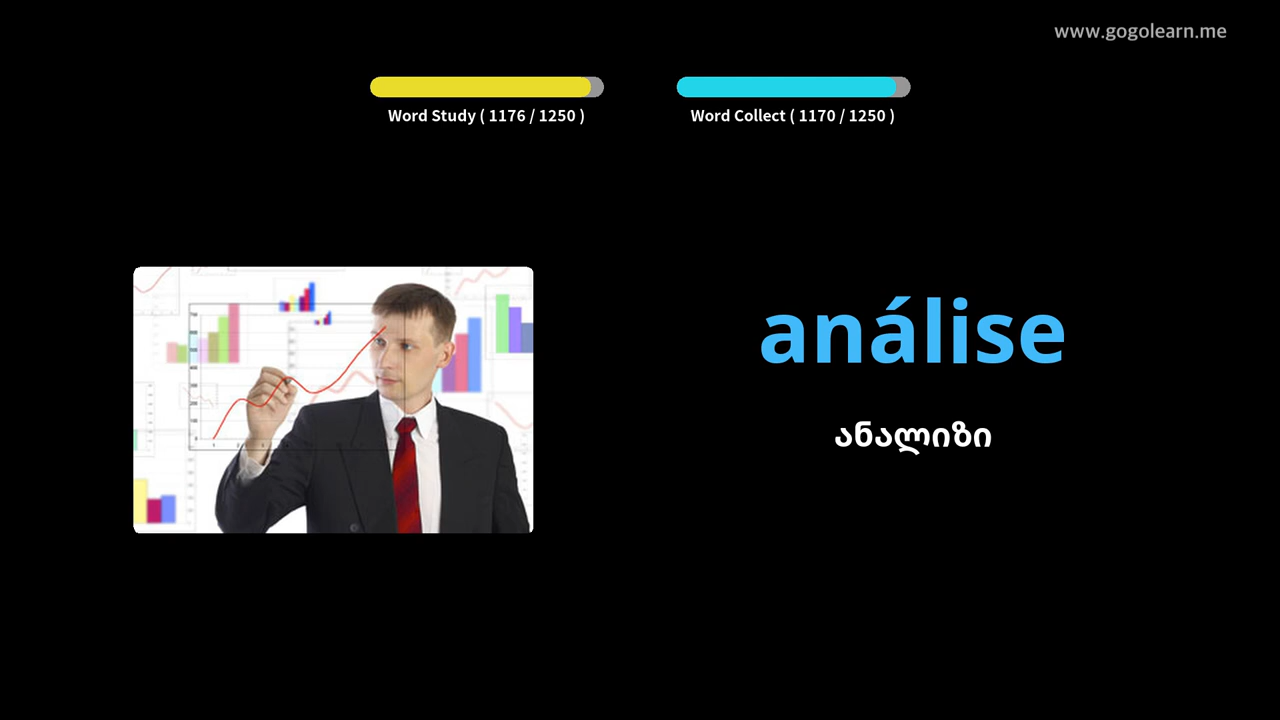 www.gogolearn.me
Word Study ( 1176 / 1250 )
Word Collect ( 1170 / 1250 )
análise
ანალიზი